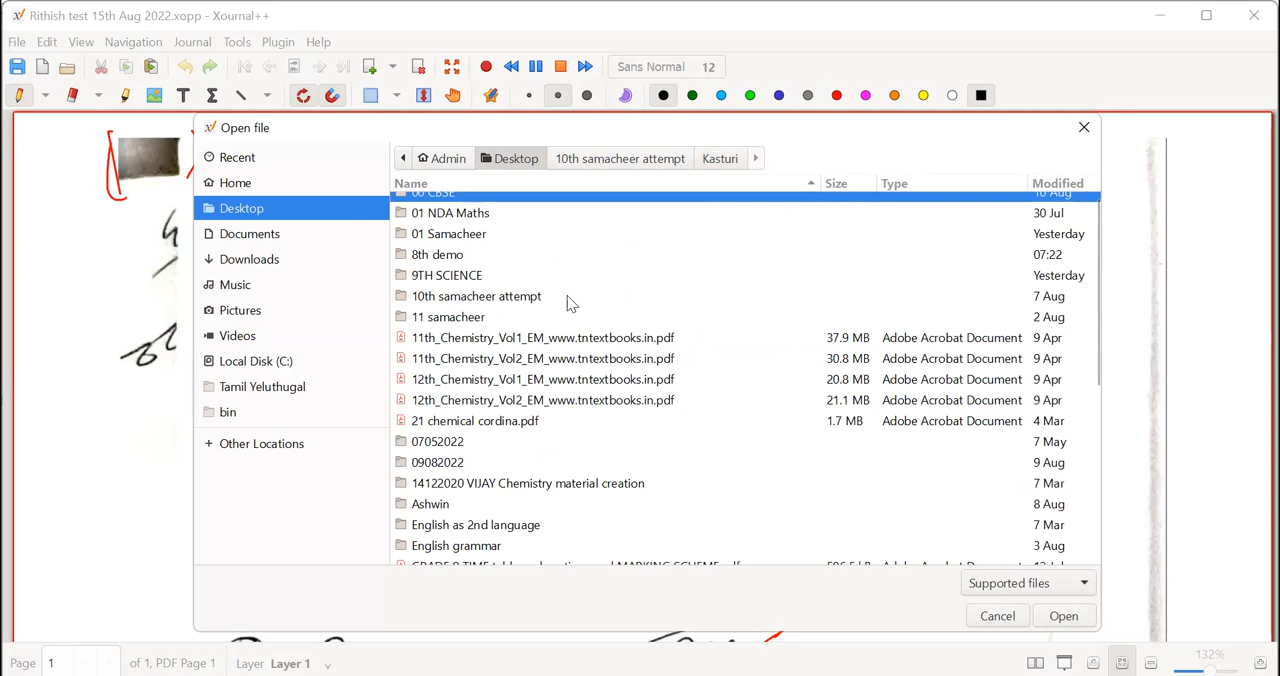 Rithish test 15th Aug 2022.xopp - Xournal++
File Edit View Navigation Journal Tools Plugin Help
Sans Normal 12
Open file
Admin Desktop 10th samacheer attempt Kasturi
Recent
Home
Desktop
Documents
Downloads
Music
Pictures
Videos
Local Disk (C:)
Tamil Yeluthugal
bin
+ Other Locations
Name Size Type Modified
00 CBSE 10 Aug
01 NDA Maths 30 Jul
01 Samacheer Yesterday
8th demo 07:22
9TH SCIENCE Yesterday
10th samacheer attempt 7 Aug
11 samacheer 2 Aug
11th_Chemistry_Vol1_EM_www.tntextbooks.in.pdf 37.9 MB Adobe Acrobat Document 9 Apr
11th_Chemistry_Vol2_EM_www.tntextbooks.in.pdf 30.8 MB Adobe Acrobat Document 9 Apr
12th_Chemistry_Vol1_EM_www.tntextbooks.in.pdf 20.8 MB Adobe Acrobat Document 9 Apr
12th_Chemistry_Vol2_EM_www.tntextbooks.in.pdf 21.1 MB Adobe Acrobat Document 9 Apr
21 chemical cordina.pdf 1.7 MB Adobe Acrobat Document 4 Mar
07052022 7 May
09082022 9 Aug
14122020 VIJAY Chemistry material creation 7 Mar
Ashwin 8 Aug
English as 2nd language 7 Mar
English grammar 3 Aug
Supported files
Cancel Open
Page 1 of 1, PDF Page 1 Layer Layer 1 132%